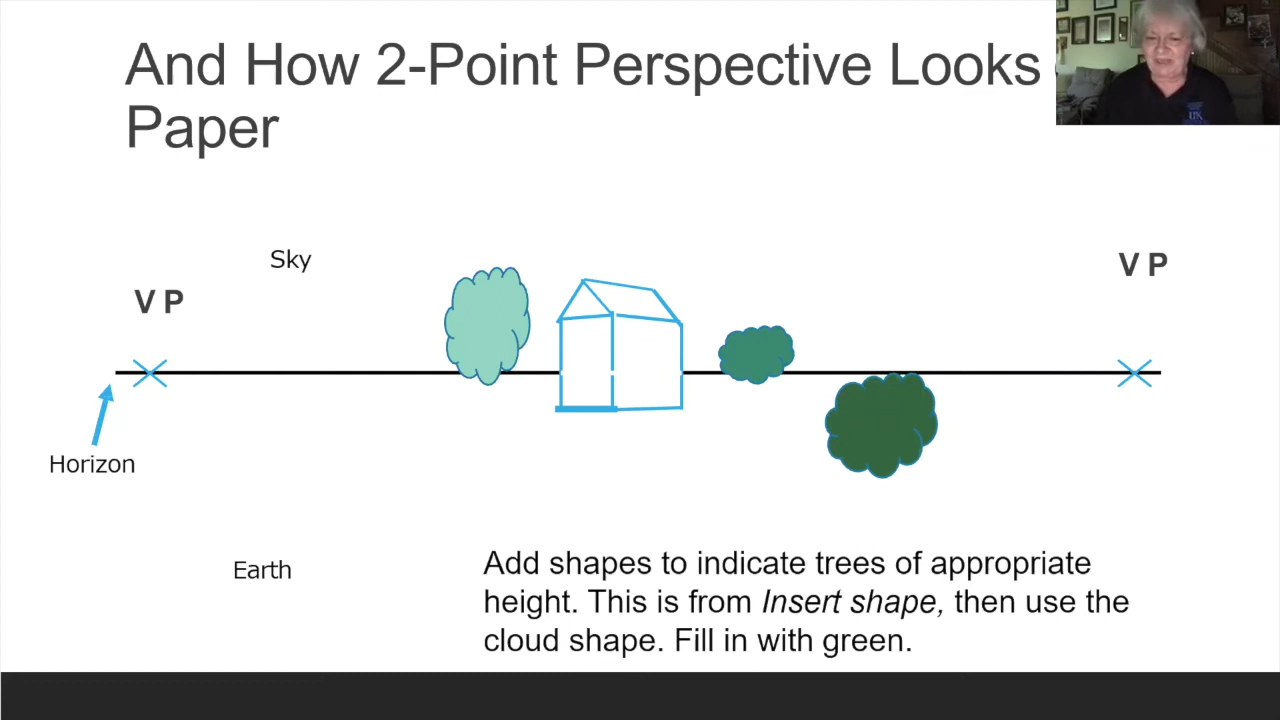 And How 2-Point Perspective Looks
Paper
Sky
V P
V P
Horizon
Earth
Add shapes to indicate trees of appropriate
height. This is from Insert shape, then use the
cloud shape. Fill in with green.
UK